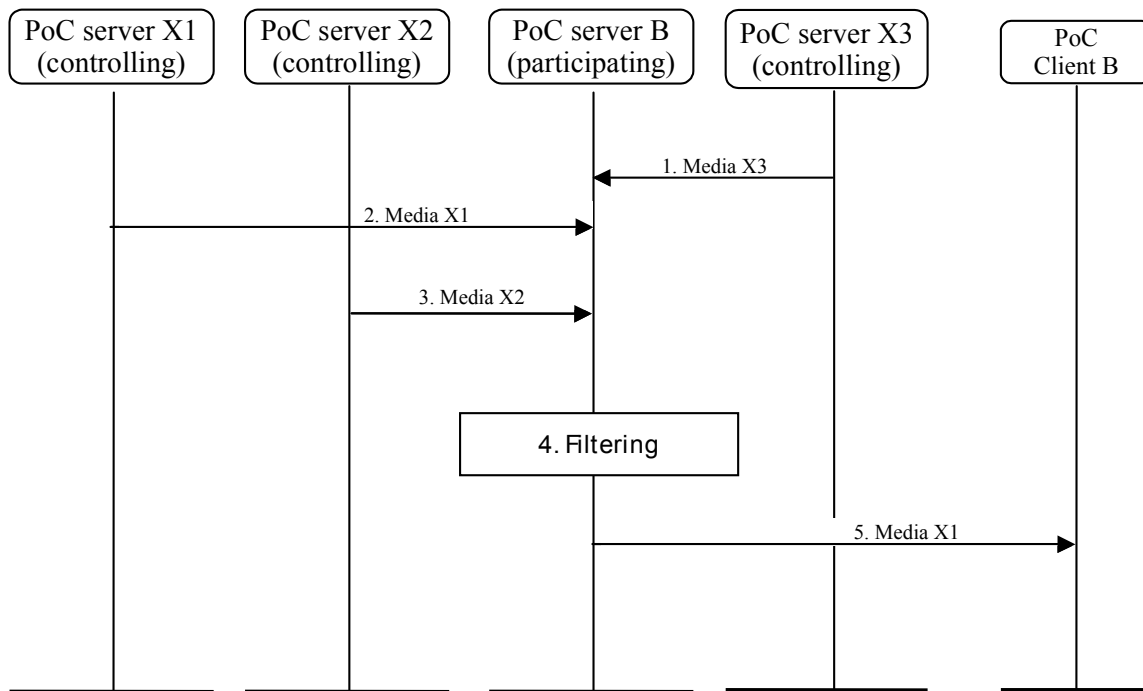 PoC server X1
(controlling)
PoC server X2
(controlling)
PoC server B
(participating)
PoC server X3
(controlling)
PoC
Client B
1. Media X3
2. Media X1
3. Media X2
4. Filtering
5. Media X1